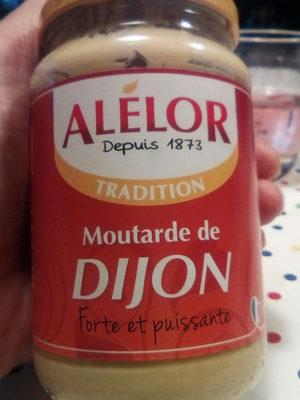 ALÉLOR
Depuis 1873
TRADITION
Moutarde de
DIJON
Forte et puissante